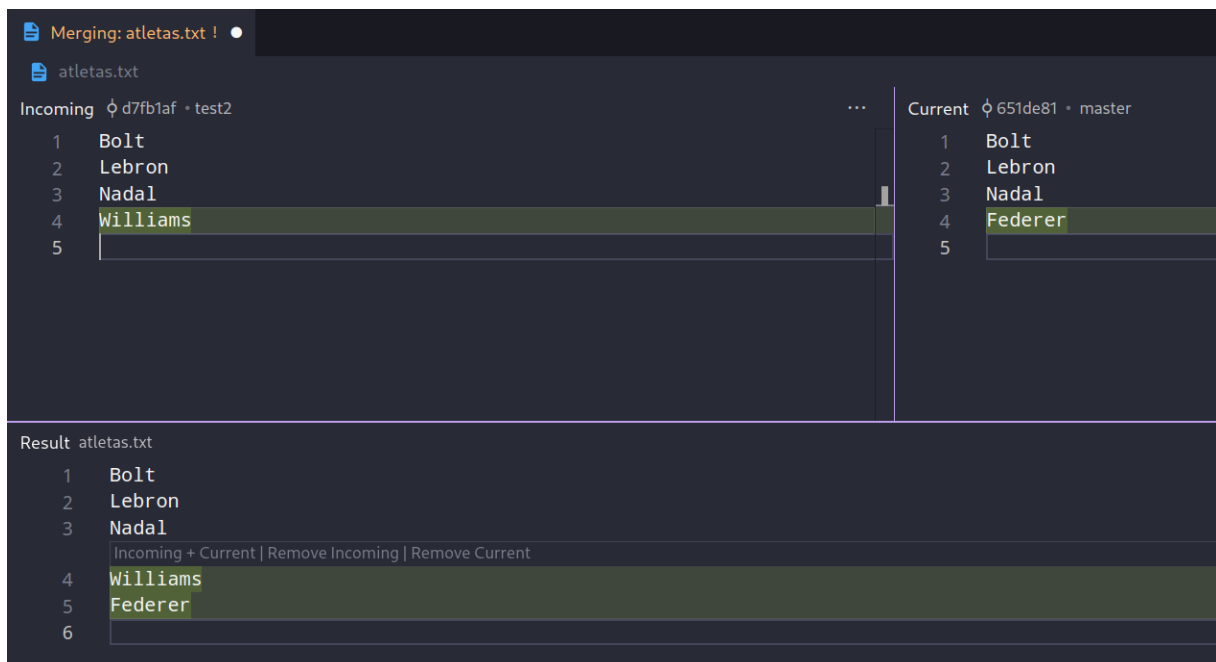 Merging: atletas.txt ! ●
atletas.txt
Incoming d7fb1af • test2 ...
1 Bolt
2 Lebron
3 Nadal
4 Williams
5
Current 651de81 • master
1 Bolt
2 Lebron
3 Nadal
4 Federer
5
Result atletas.txt
1 Bolt
2 Lebron
3 Nadal
Incoming + Current | Remove Incoming | Remove Current
4 Williams
5 Federer
6